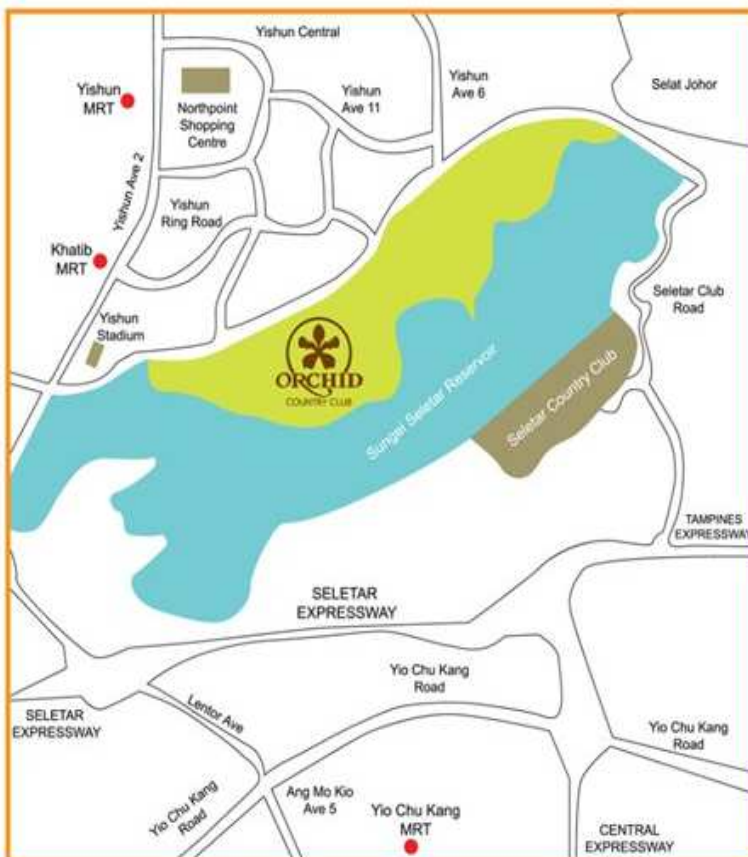 Yishun Central
Yishun
MRT
Northpoint
Shopping
Centre
Yishun
Ave 11
Yishun
Ave 6
Selat Johor
Yishun Ave 2
Yishun
Ring Road
Khatib
MRT
Yishun
Stadium
Seletar Club
Road
ORCHID
COUNTRY CLUB
Sungei Seletar Reservoir
Seletar Country Club
TAMPINES
EXPRESSWAY
SELETAR
EXPRESSWAY
Yio Chu Kang
Road
SELETAR
EXPRESSWAY
Lentor Ave
Yio Chu Kang
Road
Yio Chu Kang
Road
Ang Mo Kio
Ave 5
Yio Chu Kang
MRT
CENTRAL
EXPRESSWAY